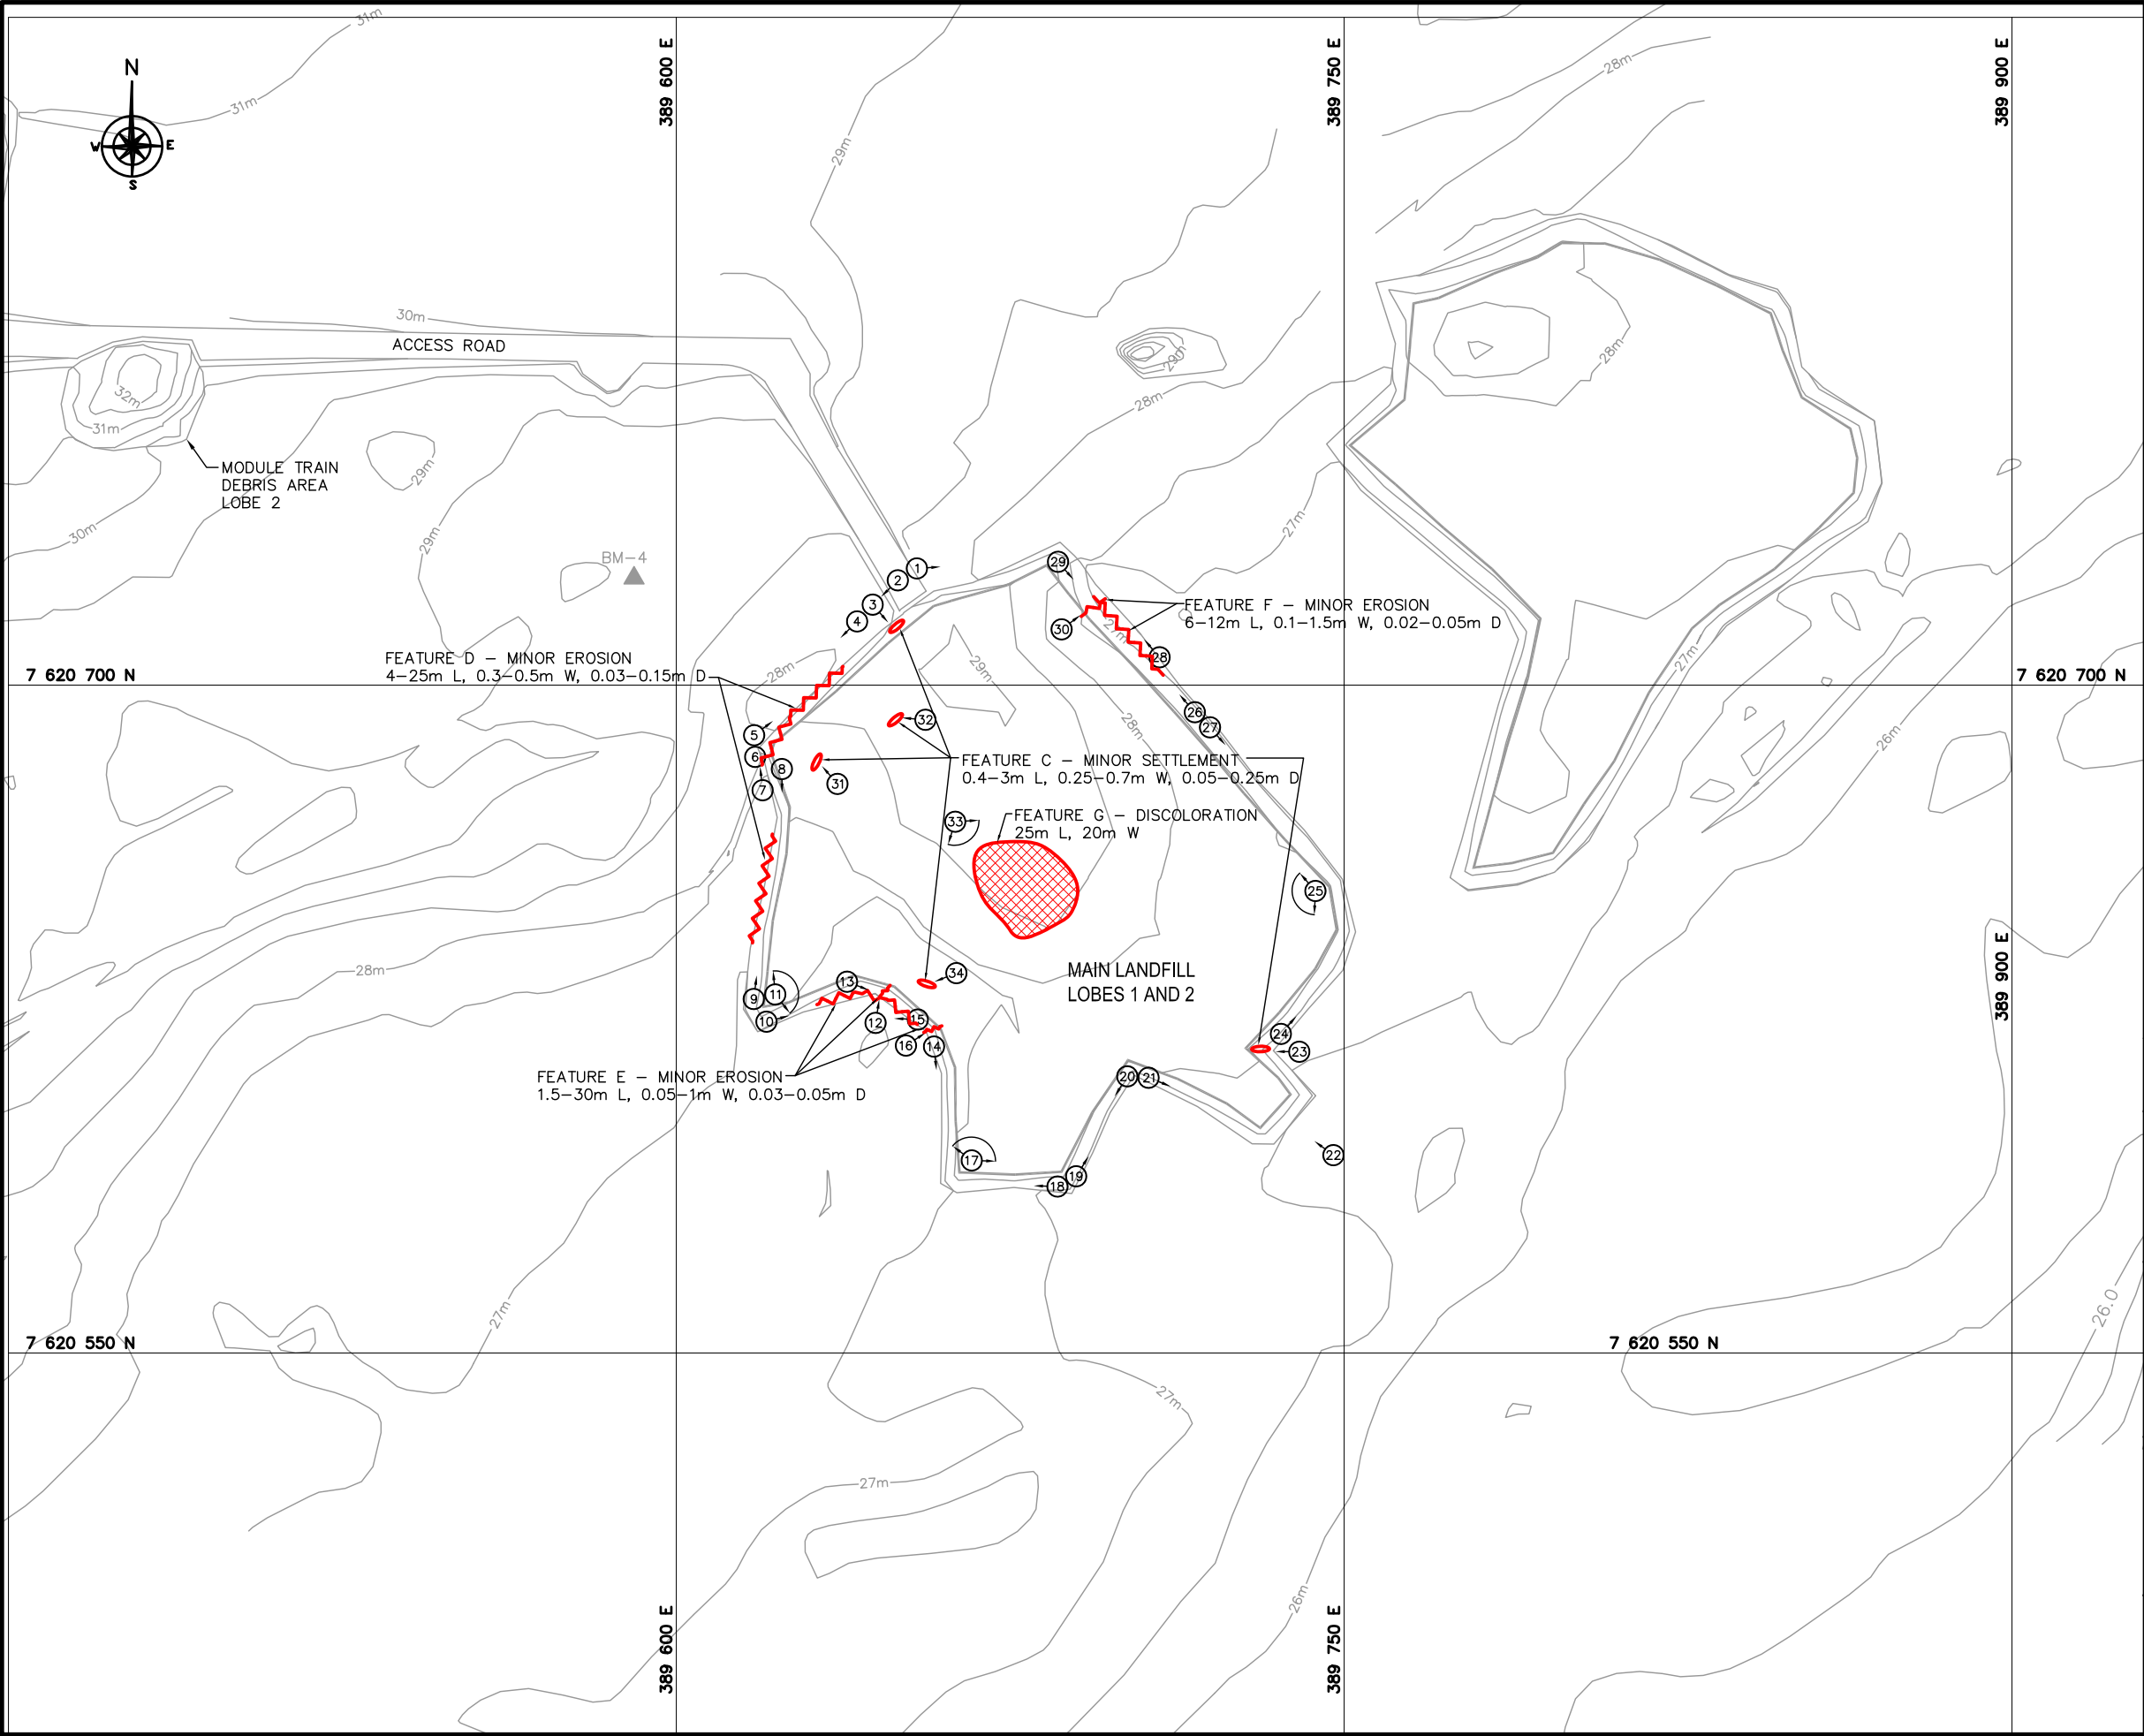 31m
389 600 E
389 750 E
389 900 E
N
W
E
S
28m
31m
29m
30m
ACCESS ROAD
29m
28m
28m
32m
31m
MODULE TRAIN
DEBRIS AREA
LOBE 2
29m
30m
29m
27m
BM-4
29
1
2
3
4
FEATURE F – MINOR EROSION
6–12m L, 0.1–1.5m W, 0.02–0.05m D
30
27m
28
FEATURE D – MINOR EROSION
4–25m L, 0.3–0.5m W, 0.03–0.15m D
28m
29m
27m
7 620 700 N
7 620 700 N
26
27
32
28m
26m
5
6
8
7
31
FEATURE C – MINOR SETTLEMENT
0.4–3m L, 0.25–0.7m W, 0.05–0.25m D
33
FEATURE G – DISCOLORATION
25m L, 20m W
25
28m
MAIN LANDFILL
LOBES 1 AND 2
389 900 E
34
13
9
11
10
12
15
16
14
24
23
FEATURE E – MINOR EROSION
1.5–30m L, 0.05–1m W, 0.03–0.05m D
20
21
22
17
19
18
27m
26.0
7 620 550 N
7 620 550 N
27m
27m
26m
389 600 E
389 750 E
389 900 E